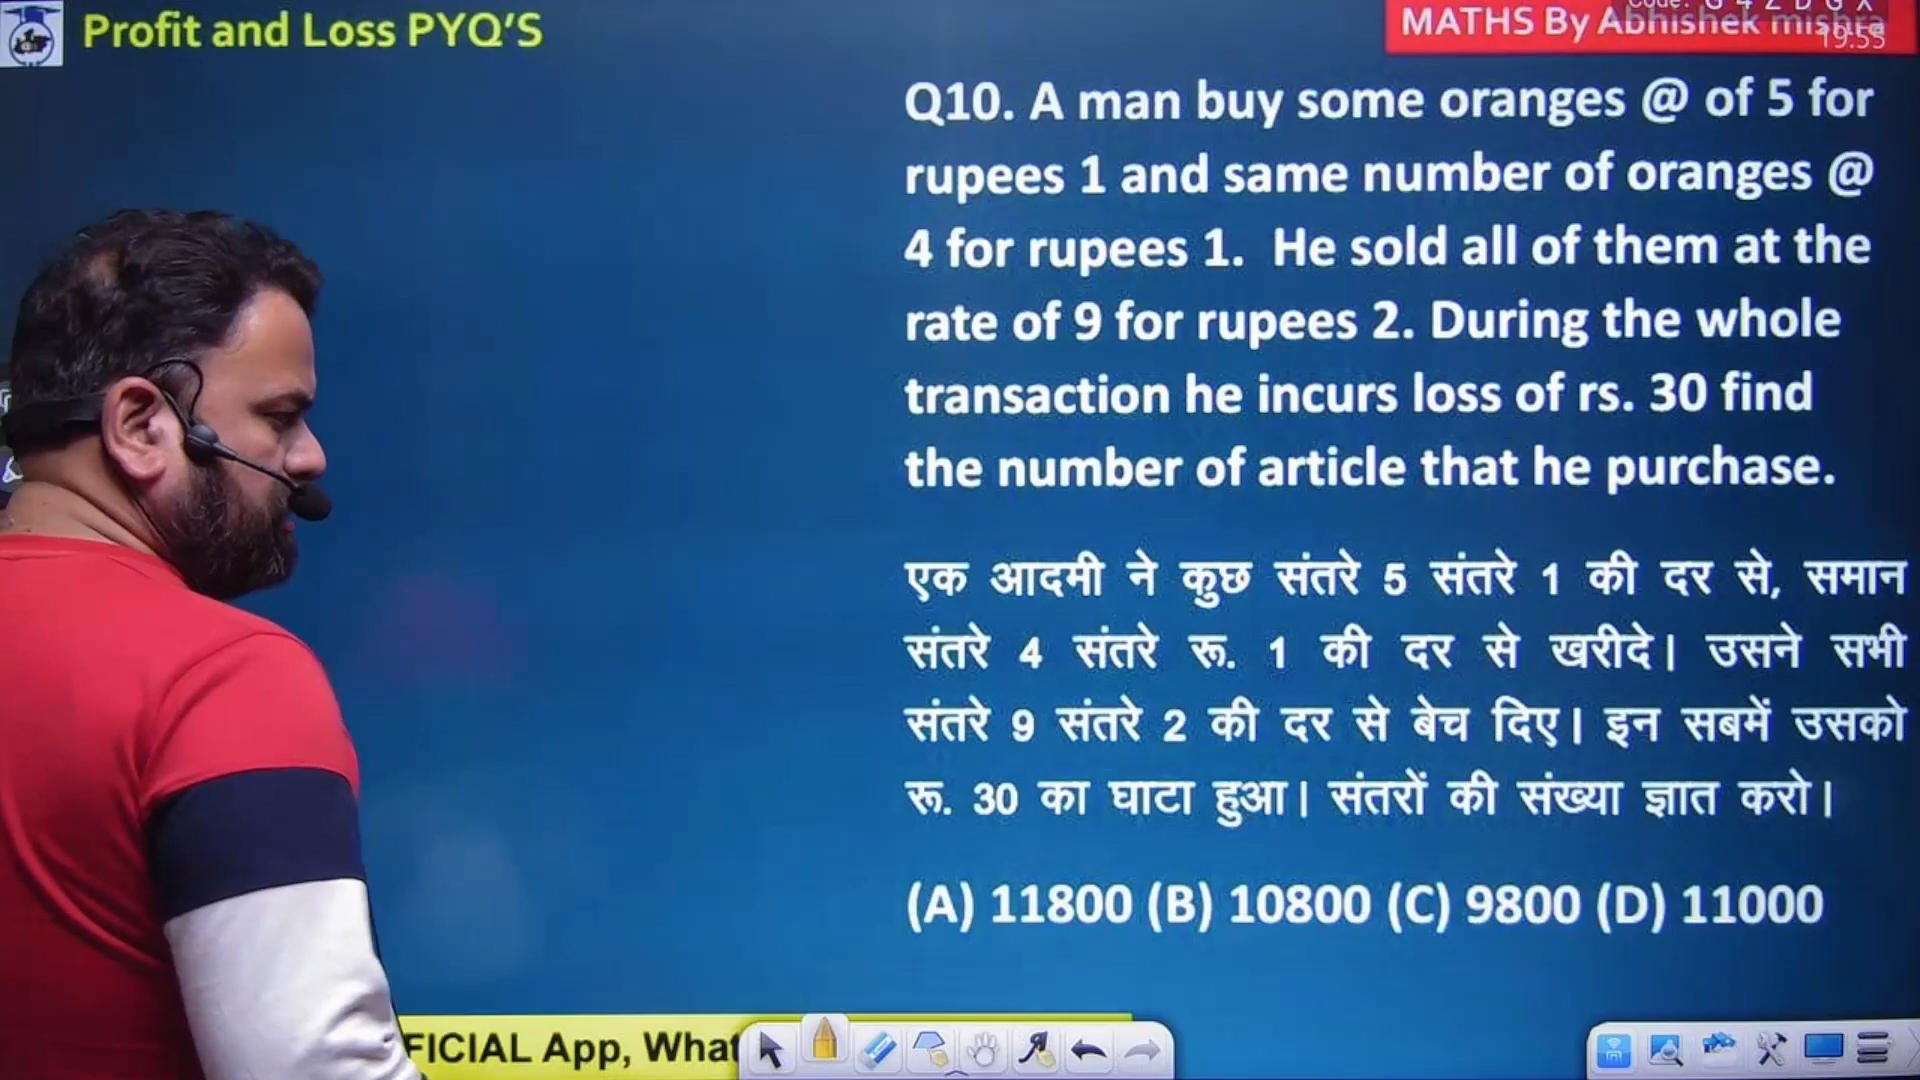 Profit and Loss PYQ'S
Code: G 4 Z D G X
MATHS By Abhishek mishra
19:55
Q10. A man buy some oranges @ of 5 for
rupees 1 and same number of oranges @
4 for rupees 1. He sold all of them at the
rate of 9 for rupees 2. During the whole
transaction he incurs loss of rs. 30 find
the number of article that he purchase.
एक आदमी ने कुछ संतरे 5 संतरे 1 की दर से, समान
संतरे 4 संतरे रू. 1 की दर से खरीदे। उसने सभी
संतरे 9 संतरे 2 की दर से बेच दिए। इन सबमें उसको
रू. 30 का घाटा हुआ। संतरों की संख्या ज्ञात करो।
(A) 11800 (B) 10800 (C) 9800 (D) 11000
FICIAL App, What